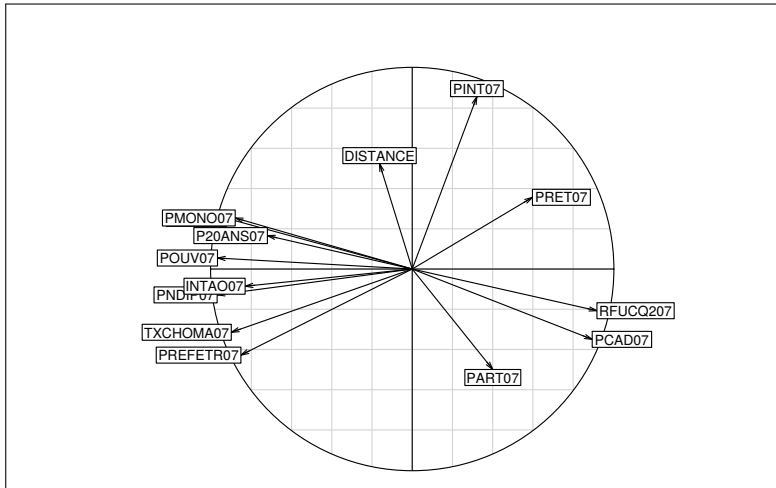 PINT07
DISTANCE
PRET07
PMONO07
P20ANS07
POUV07
INTAO07
RFUCQ207
TXCHOMA07
PCAD07
PREFETR07
PART07